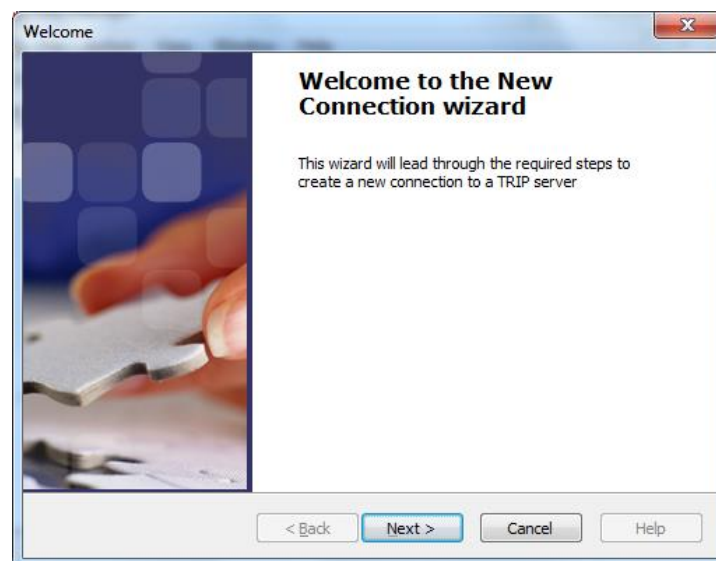 Welcome
Welcome to the New
Connection wizard
This wizard will lead through the required steps to
create a new connection to a TRIP server
< Back
Next >
Cancel
Help